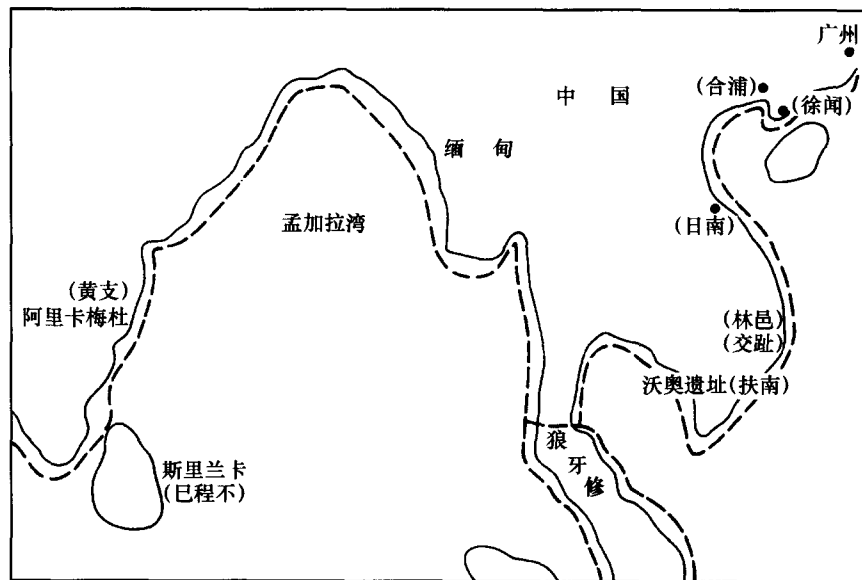 广州
(合浦)
(徐闻)
中 国
缅 甸
孟加拉湾
(日南)
(黄支)
阿里卡梅杜
(林邑)
(交趾)
沃奥遗址(扶南)
狼
牙
修
斯里兰卡
(巳程不)